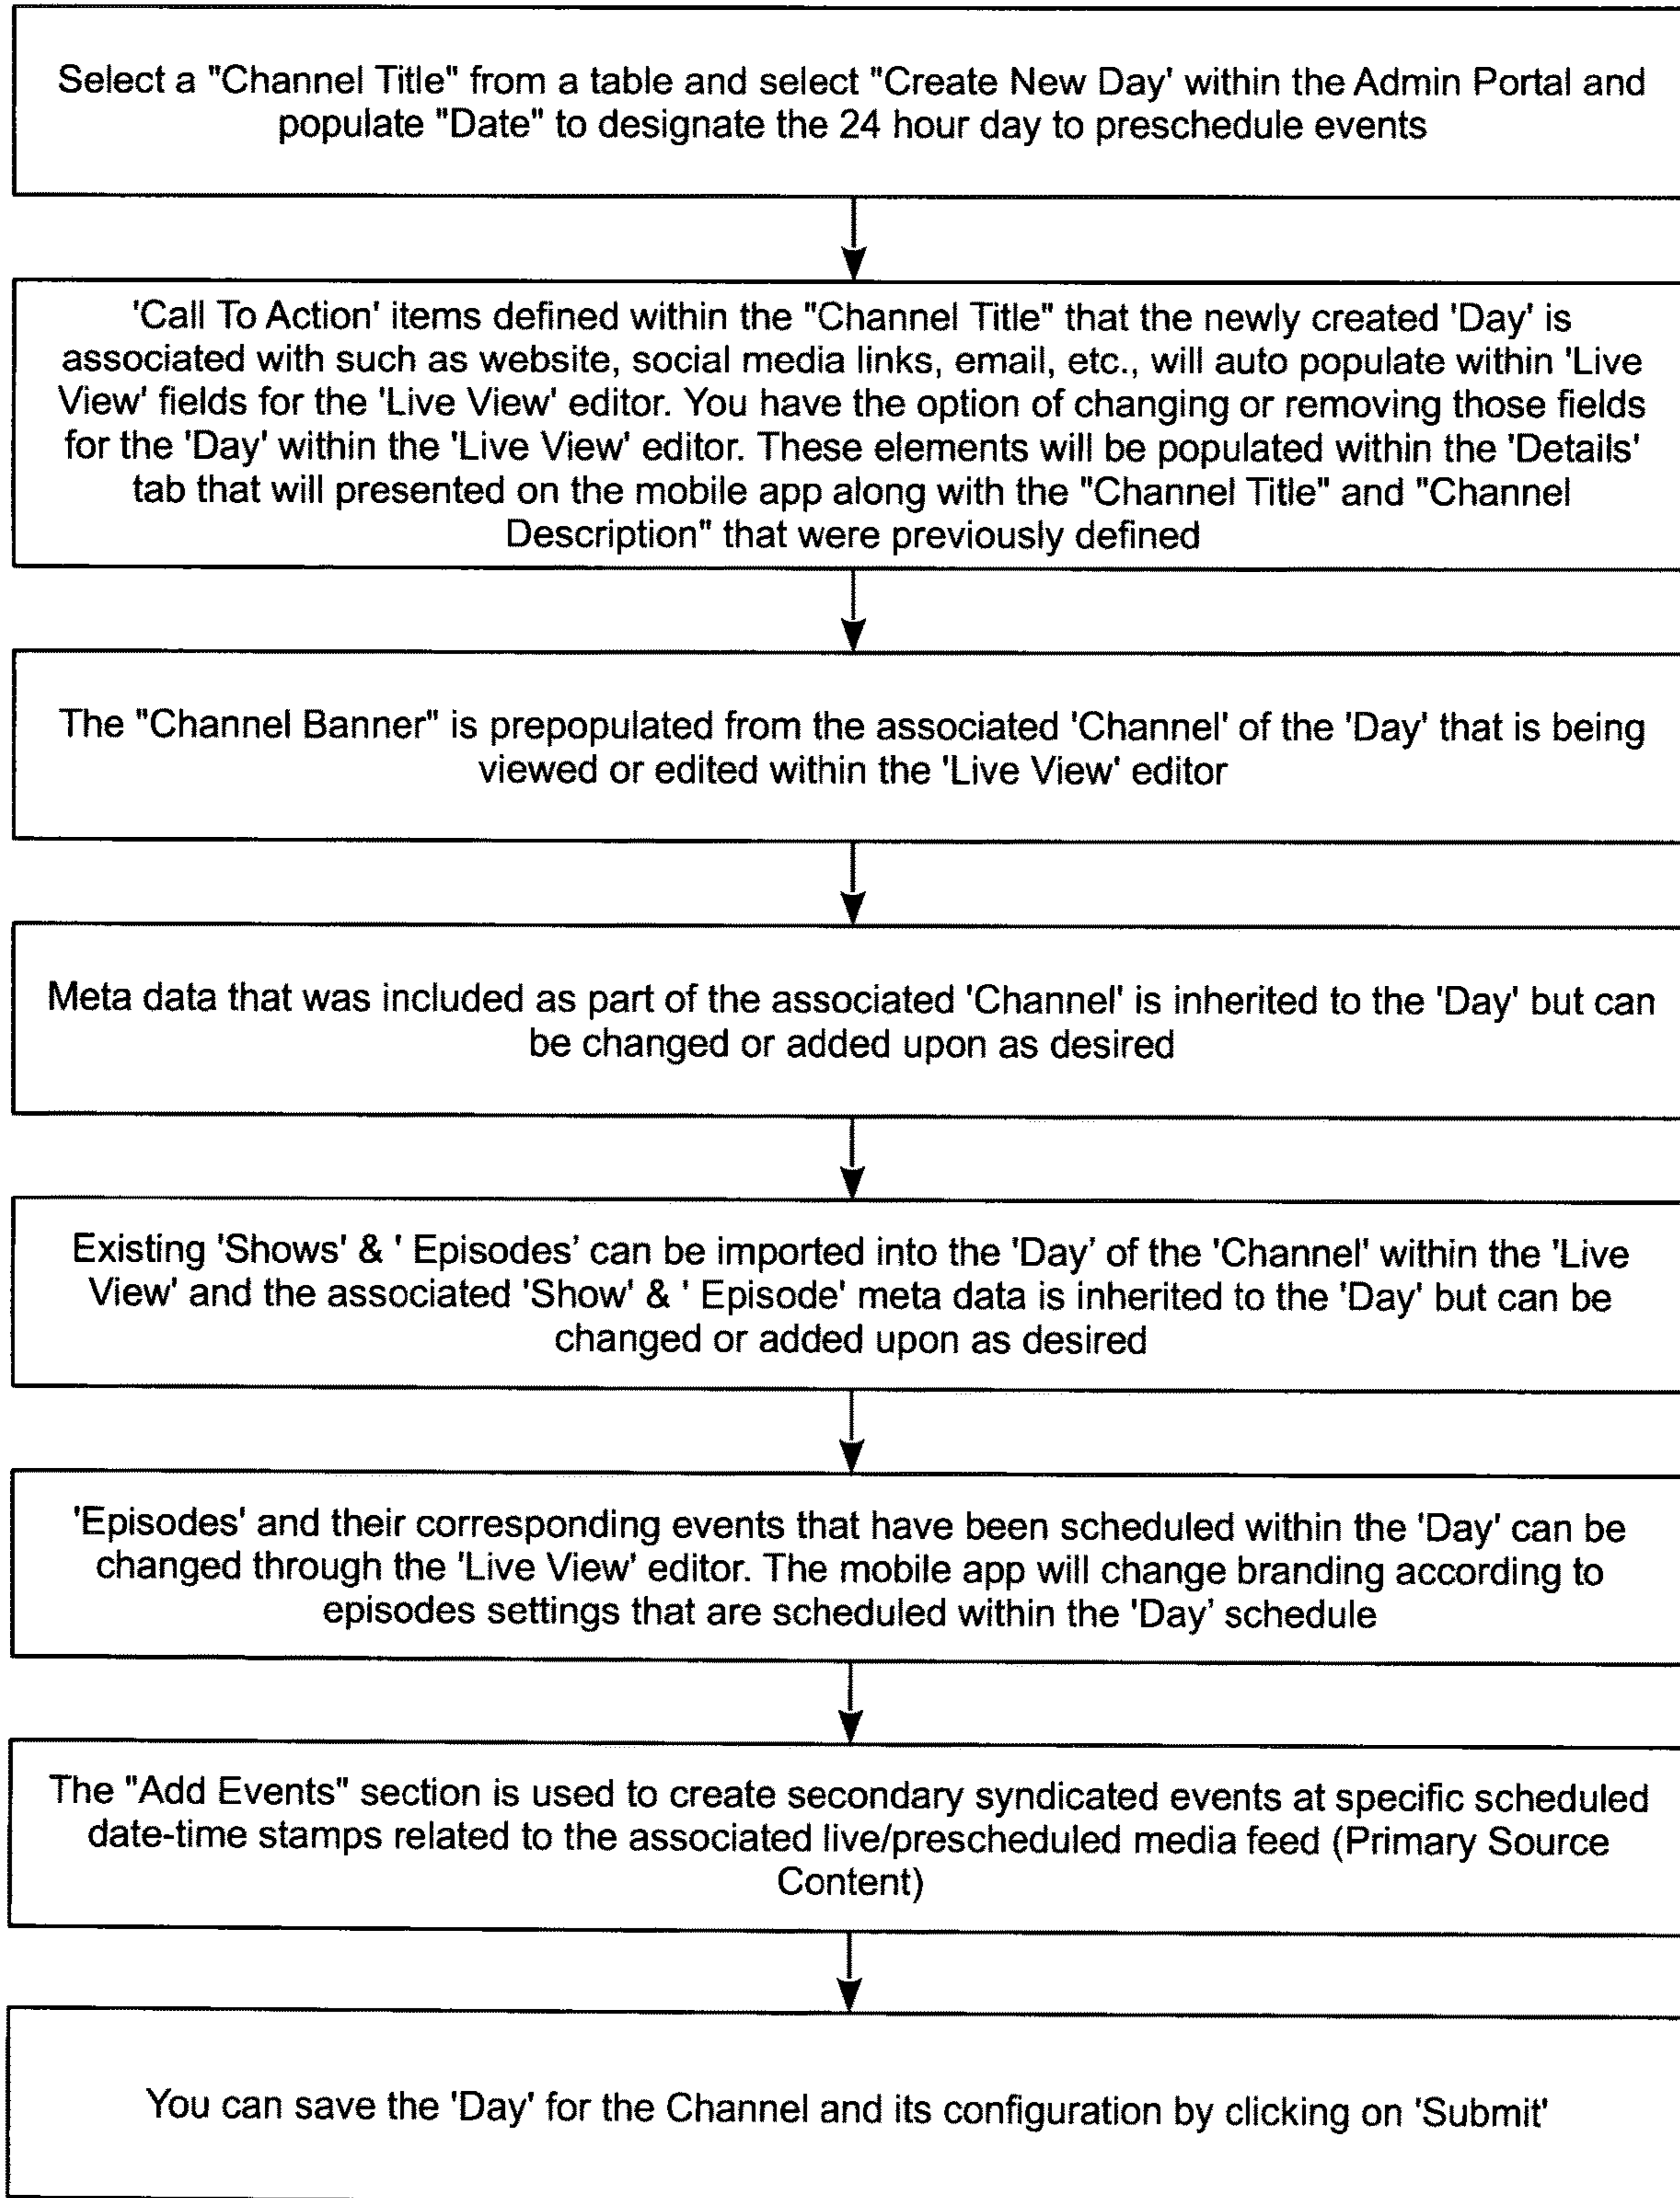 Select a "Channel Title" from a table and select "Create New Day' within the Admin Portal and
populate "Date" to designate the 24 hour day to preschedule events
'Call To Action' items defined within the "Channel Title" that the newly created 'Day' is
associated with such as website, social media links, email, etc., will auto populate within 'Live
View' fields for the 'Live View' editor. You have the option of changing or removing those fields
for the 'Day' within the 'Live View' editor. These elements will be populated within the 'Details'
tab that will presented on the mobile app along with the "Channel Title" and "Channel
Description" that were previously defined
The "Channel Banner" is prepopulated from the associated 'Channel' of the 'Day' that is being
viewed or edited within the 'Live View' editor
Meta data that was included as part of the associated 'Channel' is inherited to the 'Day' but can
be changed or added upon as desired
Existing 'Shows' & ' Episodes' can be imported into the 'Day' of the 'Channel' within the 'Live
View' and the associated 'Show' & ' Episode' meta data is inherited to the 'Day' but can be
changed or added upon as desired
'Episodes' and their corresponding events that have been scheduled within the 'Day' can be
changed through the 'Live View' editor. The mobile app will change branding according to
episodes settings that are scheduled within the 'Day' schedule
The "Add Events" section is used to create secondary syndicated events at specific scheduled
date-time stamps related to the associated live/prescheduled media feed (Primary Source
Content)
You can save the 'Day' for the Channel and its configuration by clicking on 'Submit'